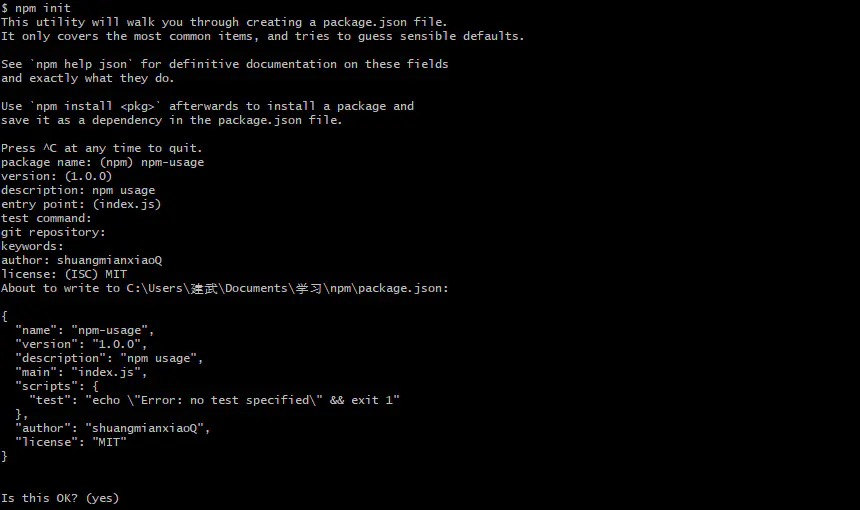 $ npm init
This utility will walk you through creating a package.json file.
It only covers the most common items, and tries to guess sensible defaults.
See `npm help json` for definitive documentation on these fields
and exactly what they do.
Use `npm install <pkg>` afterwards to install a package and
save it as a dependency in the package.json file.
Press ^C at any time to quit.
package name: (npm) npm-usage
version: (1.0.0)
description: npm usage
entry point: (index.js)
test command:
git repository:
keywords:
author: shuangmianxiaoQ
license: (ISC) MIT
About to write to C:\Users\建武\Documents\学习\npm\package.json:
{
  "name": "npm-usage",
  "version": "1.0.0",
  "description": "npm usage",
  "main": "index.js",
  "scripts": {
    "test": "echo \"Error: no test specified\" && exit 1"
  },
  "author": "shuangmianxiaoQ",
  "license": "MIT"
}
Is this OK? (yes)